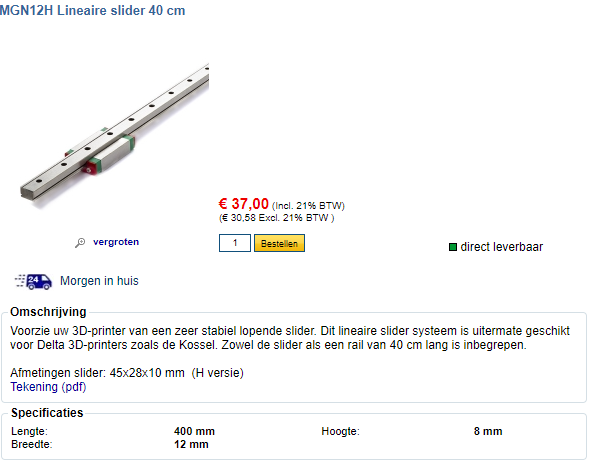 MGN12H Lineaire slider 40 cm
€ 37,00 (Incl. 21% BTW)
(€ 30,58 Excl. 21% BTW )
vergroten
1 Bestellen
direct leverbaar
24
Morgen in huis
Omschrijving
Voorzie uw 3D-printer van een zeer stabiel lopende slider. Dit lineaire slider systeem is uitermate geschikt
voor Delta 3D-printers zoals de Kossel. Zowel de slider als een rail van 40 cm lang is inbegrepen.
Afmetingen slider: 45x28x10 mm (H versie)
Tekening (pdf)
Specificaties
Lengte: 400 mm Hoogte: 8 mm
Breedte: 12 mm